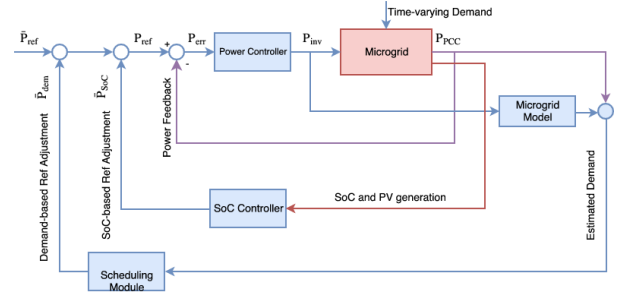 Time-varying Demand
P̃ref
Pref
+
Perr
Power Controller
Pinv
Microgrid
PPCC
-
P̃dem
P̃SoC
Power Feedback
Microgrid
Model
Demand-based Ref Adjustment
SoC-based Ref Adjustment
SoC Controller
SoC and PV generation
Estimated Demand
Scheduling
Module